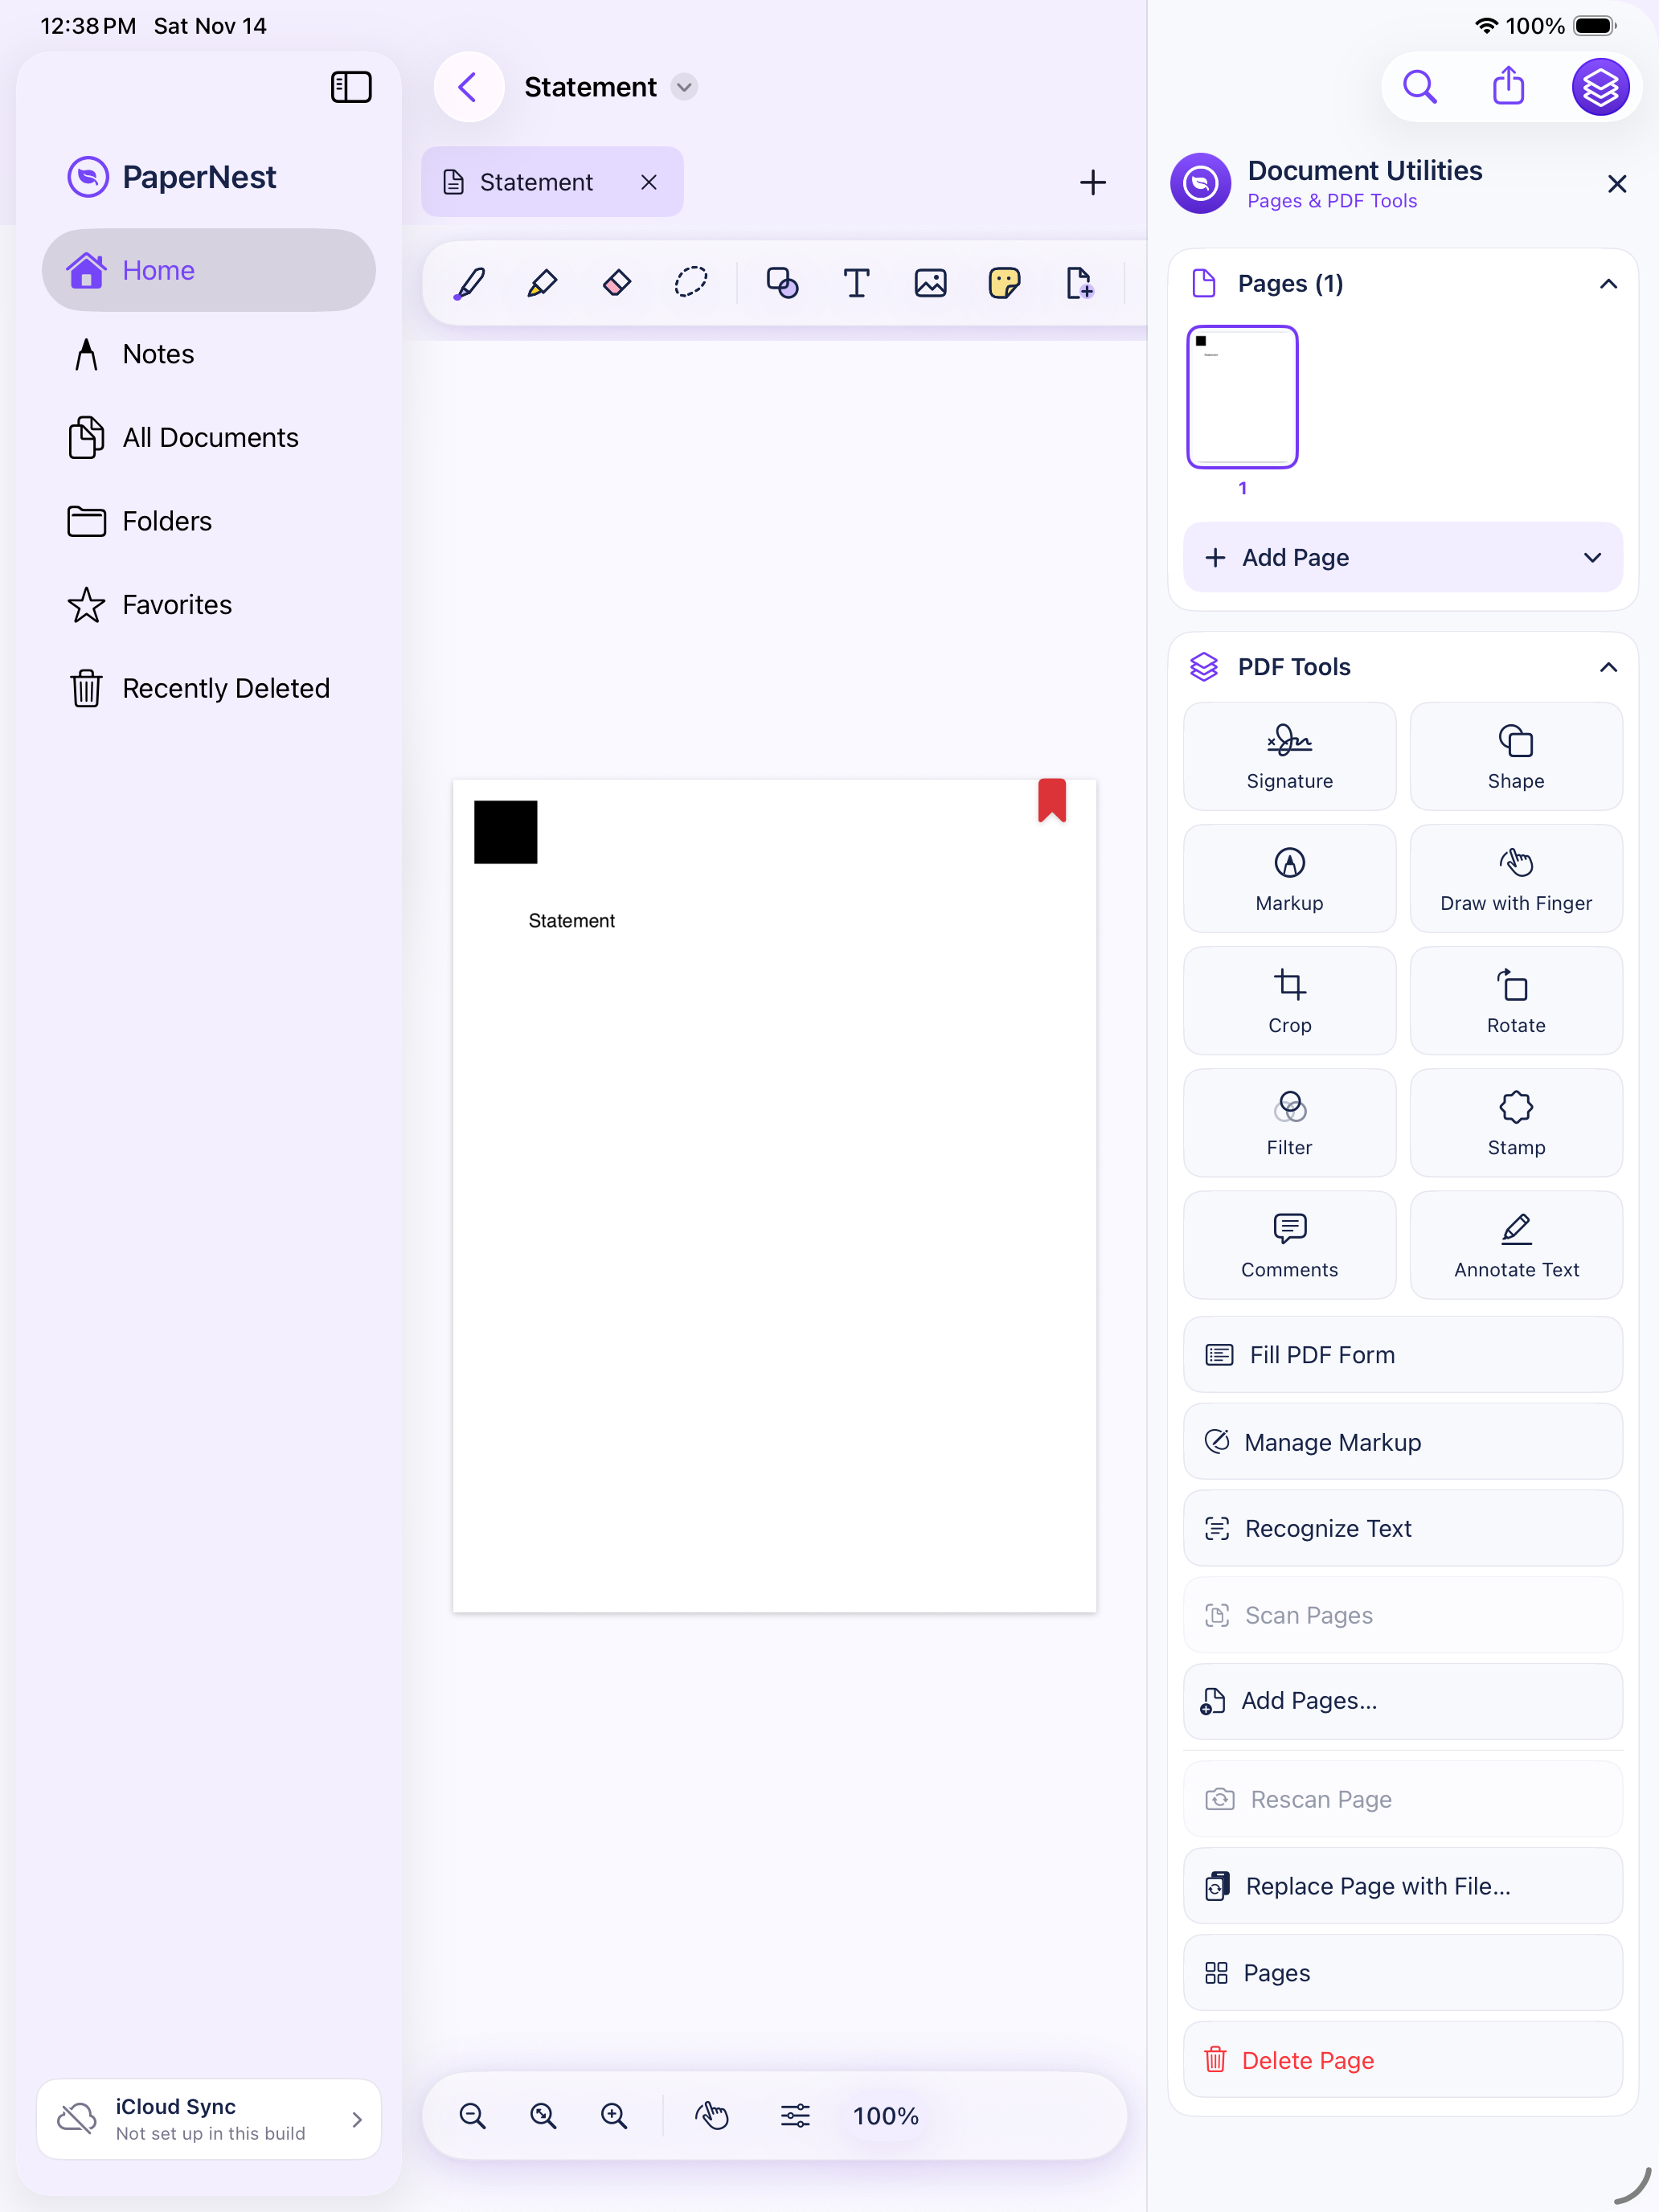 12:38 PM Sat Nov 14
100%
PaperNest
Home
Notes
All Documents
Folders
Favorites
Recently Deleted
iCloud Sync
Not set up in this build
Statement
Statement
Statement
100%
Document Utilities
Pages & PDF Tools
Pages (1)
Statement
1
Add Page
PDF Tools
Signature
Shape
Markup
Draw with Finger
Crop
Rotate
Filter
Stamp
Comments
Annotate Text
Fill PDF Form
Manage Markup
Recognize Text
Scan Pages
Add Pages...
Rescan Page
Replace Page with File...
Pages
Delete Page